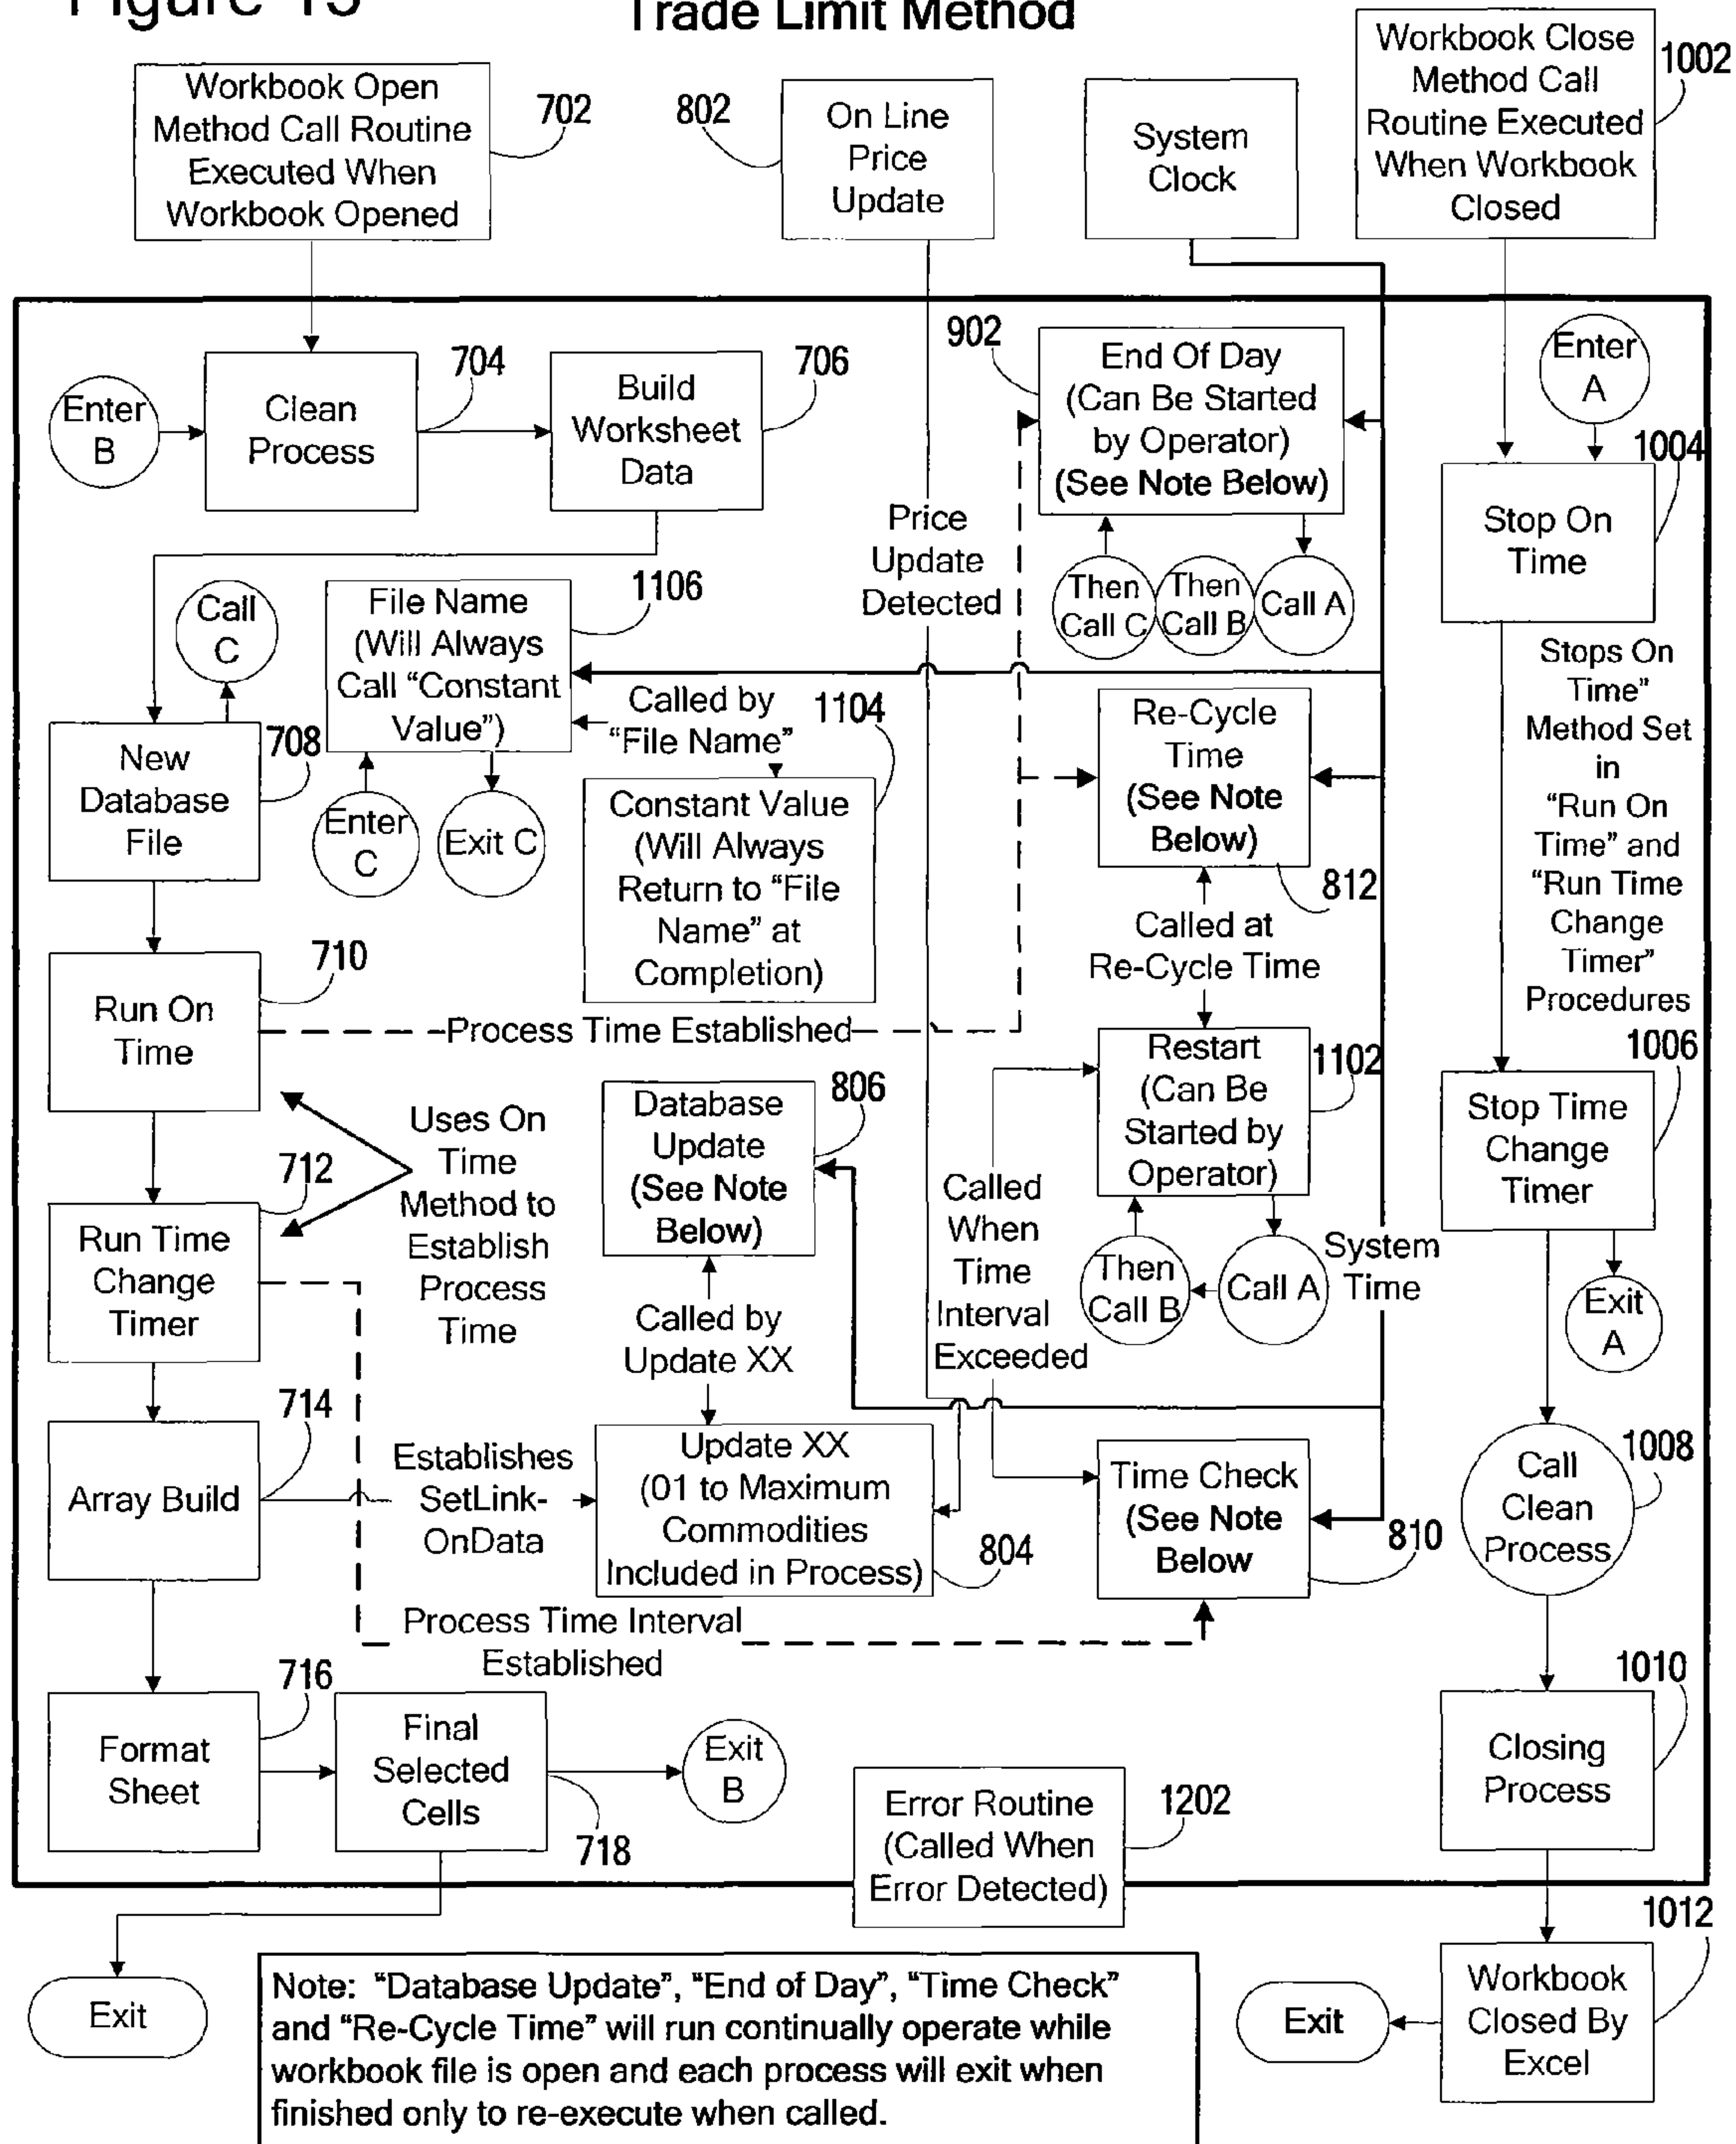 Figure 15
Trade Limit Method
Workbook Open
Method Call Routine
Executed When
Workbook Opened
702
802
On Line
Price
Update
System
Clock
Workbook Close
Method Call
Routine Executed
When Workbook
Closed
1002
Enter
B
Clean
Process
704
Build
Worksheet
Data
706
902
End Of Day
(Can Be Started
by Operator)
(See Note Below)
Enter
A
1004
Stop On
Time
Price
Update
Detected
Then
Call C
Then
Call B
Call A
Call
C
File Name
(Will Always
Call “Constant
Value”)
1106
Called by
“File Name”
1104
Stops On
Time”
Method Set
in
“Run On
Time” and
“Run Time
Change
Timer”
Procedures
New
Database
File
708
Enter
C
Exit C
Constant Value
(Will Always
Return to “File
Name” at
Completion)
Re-Cycle
Time
(See Note
Below)
812
Called at
Re-Cycle Time
Run On
Time
710
Process Time Established
Restart
(Can Be
Started by
Operator)
1102
1006
Stop Time
Change
Timer
Uses On
Time
Method to
Establish
Process
Time
Database
Update
(See Note
Below)
806
Called
When
Time
Interval
Exceeded
712
Run Time
Change
Timer
Called by
Update XX
Then
Call B
Call A
System
Time
Exit
A
714
Array Build
Establishes
SetLink-
OnData
Update XX
(01 to Maximum
Commodities
Included in Process)
804
Time Check
(See Note
Below
810
Call
Clean
Process
1008
Process Time Interval
Established
716
Format
Sheet
Final
Selected
Cells
718
Exit
B
Error Routine
(Called When
Error Detected)
1202
1010
Closing
Process
1012
Exit
Note: “Database Update”, “End of Day”, “Time Check”
and “Re-Cycle Time” will run continually operate while
workbook file is open and each process will exit when
finished only to re-execute when called.
Exit
Workbook
Closed By
Excel